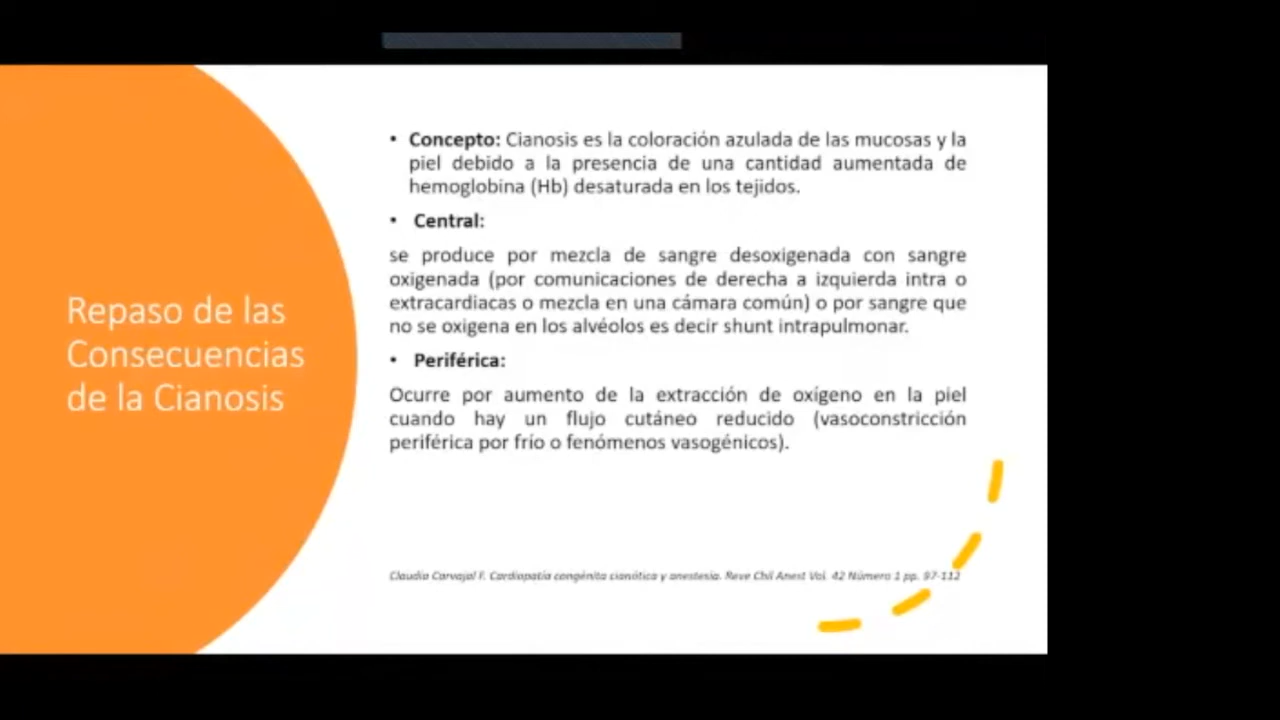 Repaso de las
Consecuencias
de la Cianosis
• Concepto: Cianosis es la coloración azulada de las mucosas y la
piel debido a la presencia de una cantidad aumentada de
hemoglobina (Hb) desaturada en los tejidos.
• Central:
se produce por mezcla de sangre desoxigenada con sangre
oxigenada (por comunicaciones de derecha a izquierda intra o
extracardiacas o mezcla en una cámara común) o por sangre que
no se oxigena en los alvéolos es decir shunt intrapulmonar.
• Periférica:
Ocurre por aumento de la extracción de oxígeno en la piel
cuando hay un flujo cutáneo reducido (vasoconstricción
periférica por frío o fenómenos vasogénicos).
Claudia Carvajal F. Cardiopatía congénita cianótica y anestesia. Reve Chil Anest Vol. 42 Número 1 pp. 97-112